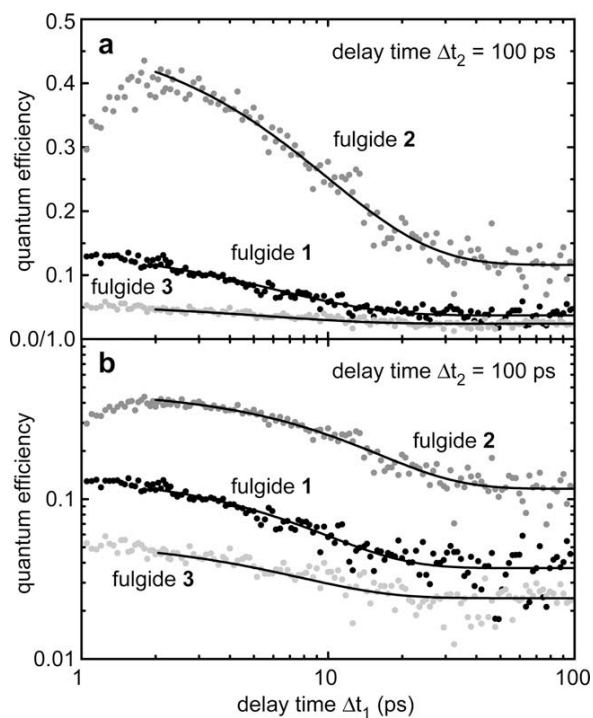 0.5
a
delay time Δt2 = 100 ps
0.4
0.3
fulgide 2
quantum efficiency
fulgide 1
0.1
fulgide 3
0.0/1.0
b
delay time Δt2 = 100 ps
fulgide 2
quantum efficiency
0.1
fulgide 1
fulgide 3
0.01
1
10
100
delay time Δt1 (ps)